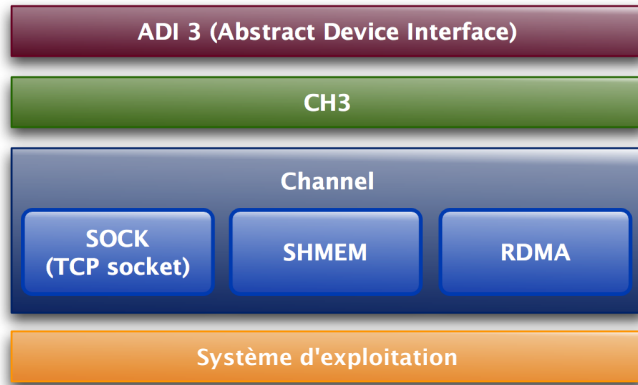 ADI 3 (Abstract Device Interface)
CH3
Channel
SOCK
(TCP socket)
SHMEM
RDMA
Système d'exploitation